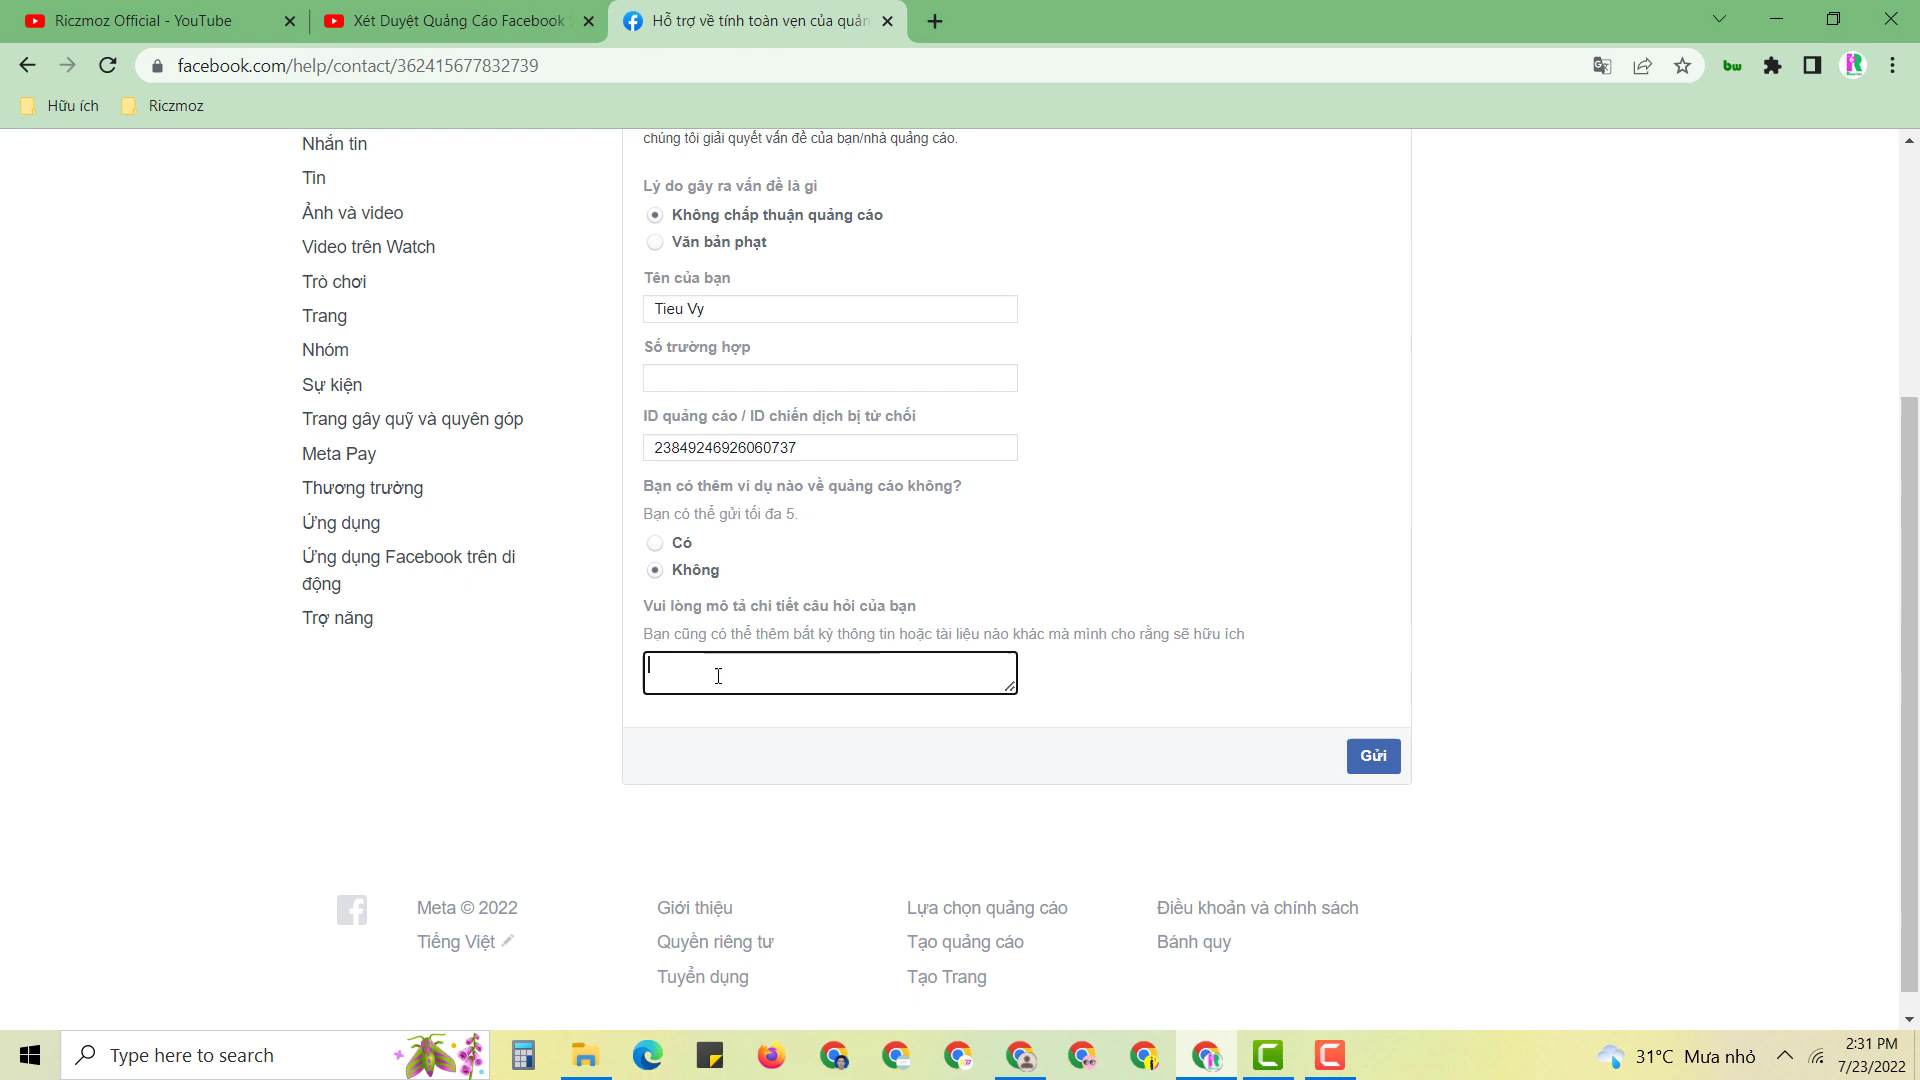 Riczmoz Official - YouTube
Xét Duyệt Quảng Cáo Facebook
Hỗ trợ về tính toàn vẹn của quản
facebook.com/help/contact/362415677832739
bw
Hữu ích
Riczmoz
Nhắn tin
Tin
Ảnh và video
Video trên Watch
Trò chơi
Trang
Nhóm
Sự kiện
Trang gây quỹ và quyên góp
Meta Pay
Thương trường
Ứng dụng
Ứng dụng Facebook trên di
động
Trợ năng
chúng tôi giải quyết vấn đề của bạn/nhà quảng cáo.
Lý do gây ra vấn đề là gì
Không chấp thuận quảng cáo
Văn bản phạt
Tên của bạn
Tieu Vy
Số trường hợp
ID quảng cáo / ID chiến dịch bị từ chối
23849246926060737
Bạn có thêm ví dụ nào về quảng cáo không?
Bạn có thể gửi tối đa 5.
Có
Không
Vui lòng mô tả chi tiết câu hỏi của bạn
Bạn cũng có thể thêm bất kỳ thông tin hoặc tài liệu nào khác mà mình cho rằng sẽ hữu ích
Gửi
Meta © 2022
Tiếng Việt
Giới thiệu
Quyền riêng tư
Tuyển dụng
Lựa chọn quảng cáo
Tạo quảng cáo
Tạo Trang
Điều khoản và chính sách
Bánh quy
Type here to search
31°C Mưa nhỏ
2:31 PM
7/23/2022